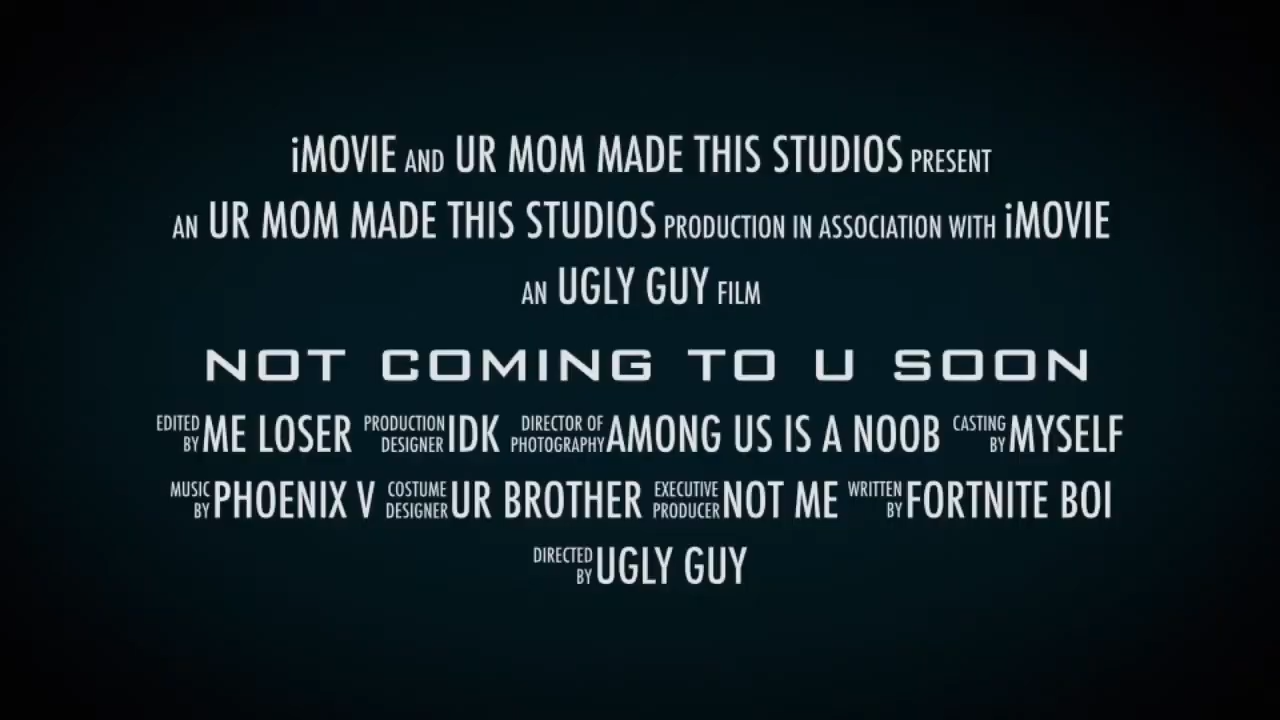 iMOVIE AND UR MOM MADE THIS STUDIOS PRESENT
AN UR MOM MADE THIS STUDIOS PRODUCTION IN ASSOCIATION WITH iMOVIE
AN UGLY GUY FILM
NOT COMING TO U SOON
EDITED BY ME LOSER PRODUCTION DESIGNER IDK DIRECTOR OF PHOTOGRAPHY AMONG US IS A NOOB CASTING BY MYSELF
MUSIC BY PHOENIX V COSTUME DESIGNER UR BROTHER EXECUTIVE PRODUCER NOT ME WRITTEN BY FORTNITE BOI
DIRECTED BY UGLY GUY